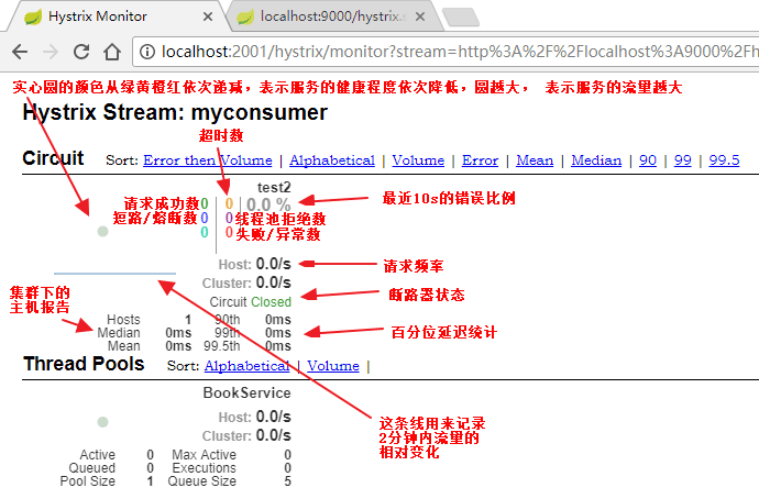 Hystrix Monitor
localhost:9000/hystrix.s
localhost:2001/hystrix/monitor?stream=http%3A%2F%2Flocalhost%3A9000%2Fh
实心圆的颜色从绿黄橙红依次递减，表示服务的健康程度依次降低，圆越大， 表示服务的流量越大
Hystrix Stream: myconsumer
超时数
Circuit Sort: Error then Volume | Alphabetical | Volume | Error | Mean | Median | 90 | 99 | 99.5
test2
请求成功数 0 0 0.0 % 最近10s的错误比例
短路/熔断数 0 0 线程池拒绝数
0 0 失败/异常数
Host: 0.0/s 请求频率
Cluster: 0.0/s
Circuit Closed 断路器状态
集群下的
主机报告
Hosts 1 90th 0ms
Median 0ms 99th 0ms 百分位延迟统计
Mean 0ms 99.5th 0ms
Thread Pools Sort: Alphabetical | Volume |
BookService
Host: 0.0/s
Cluster: 0.0/s
这条线用来记录
2分钟内流量的
相对变化
Active 0 Max Active 0
Queued 0 Executions 0
Pool Size 1 Queue Size 5